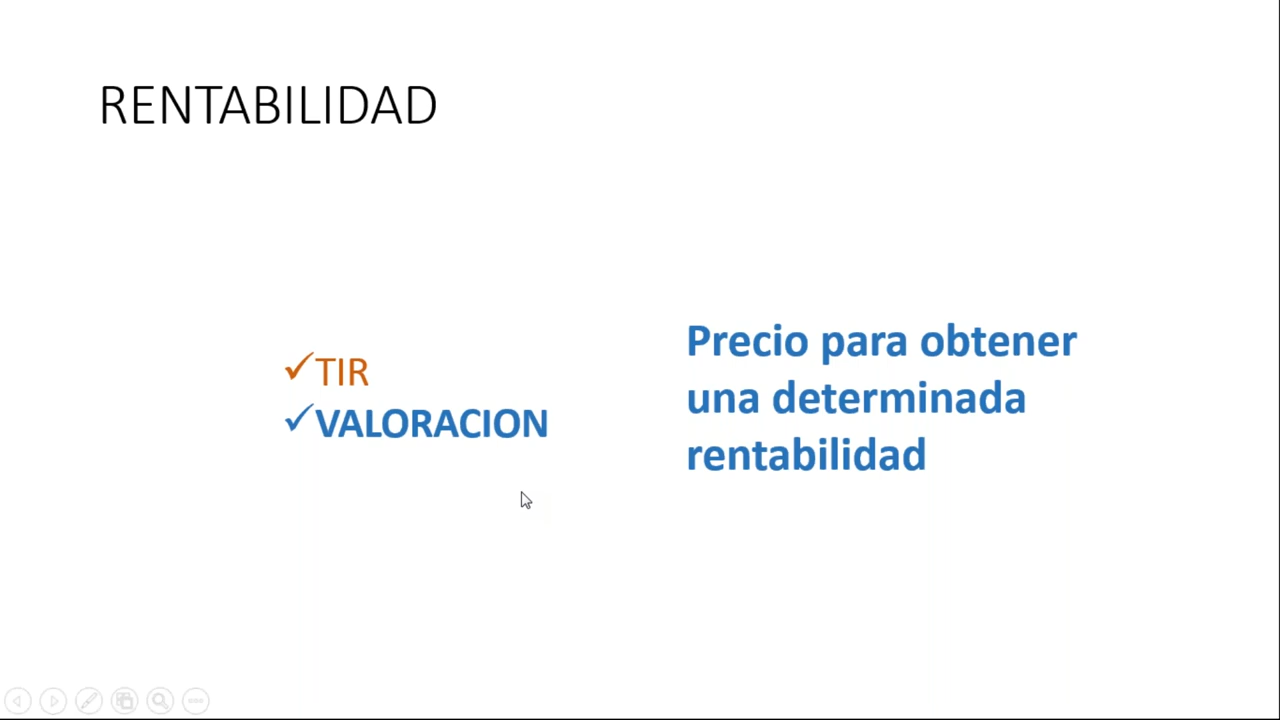 RENTABILIDAD
✓TIR
✓VALORACION
Precio para obtener
una determinada
rentabilidad